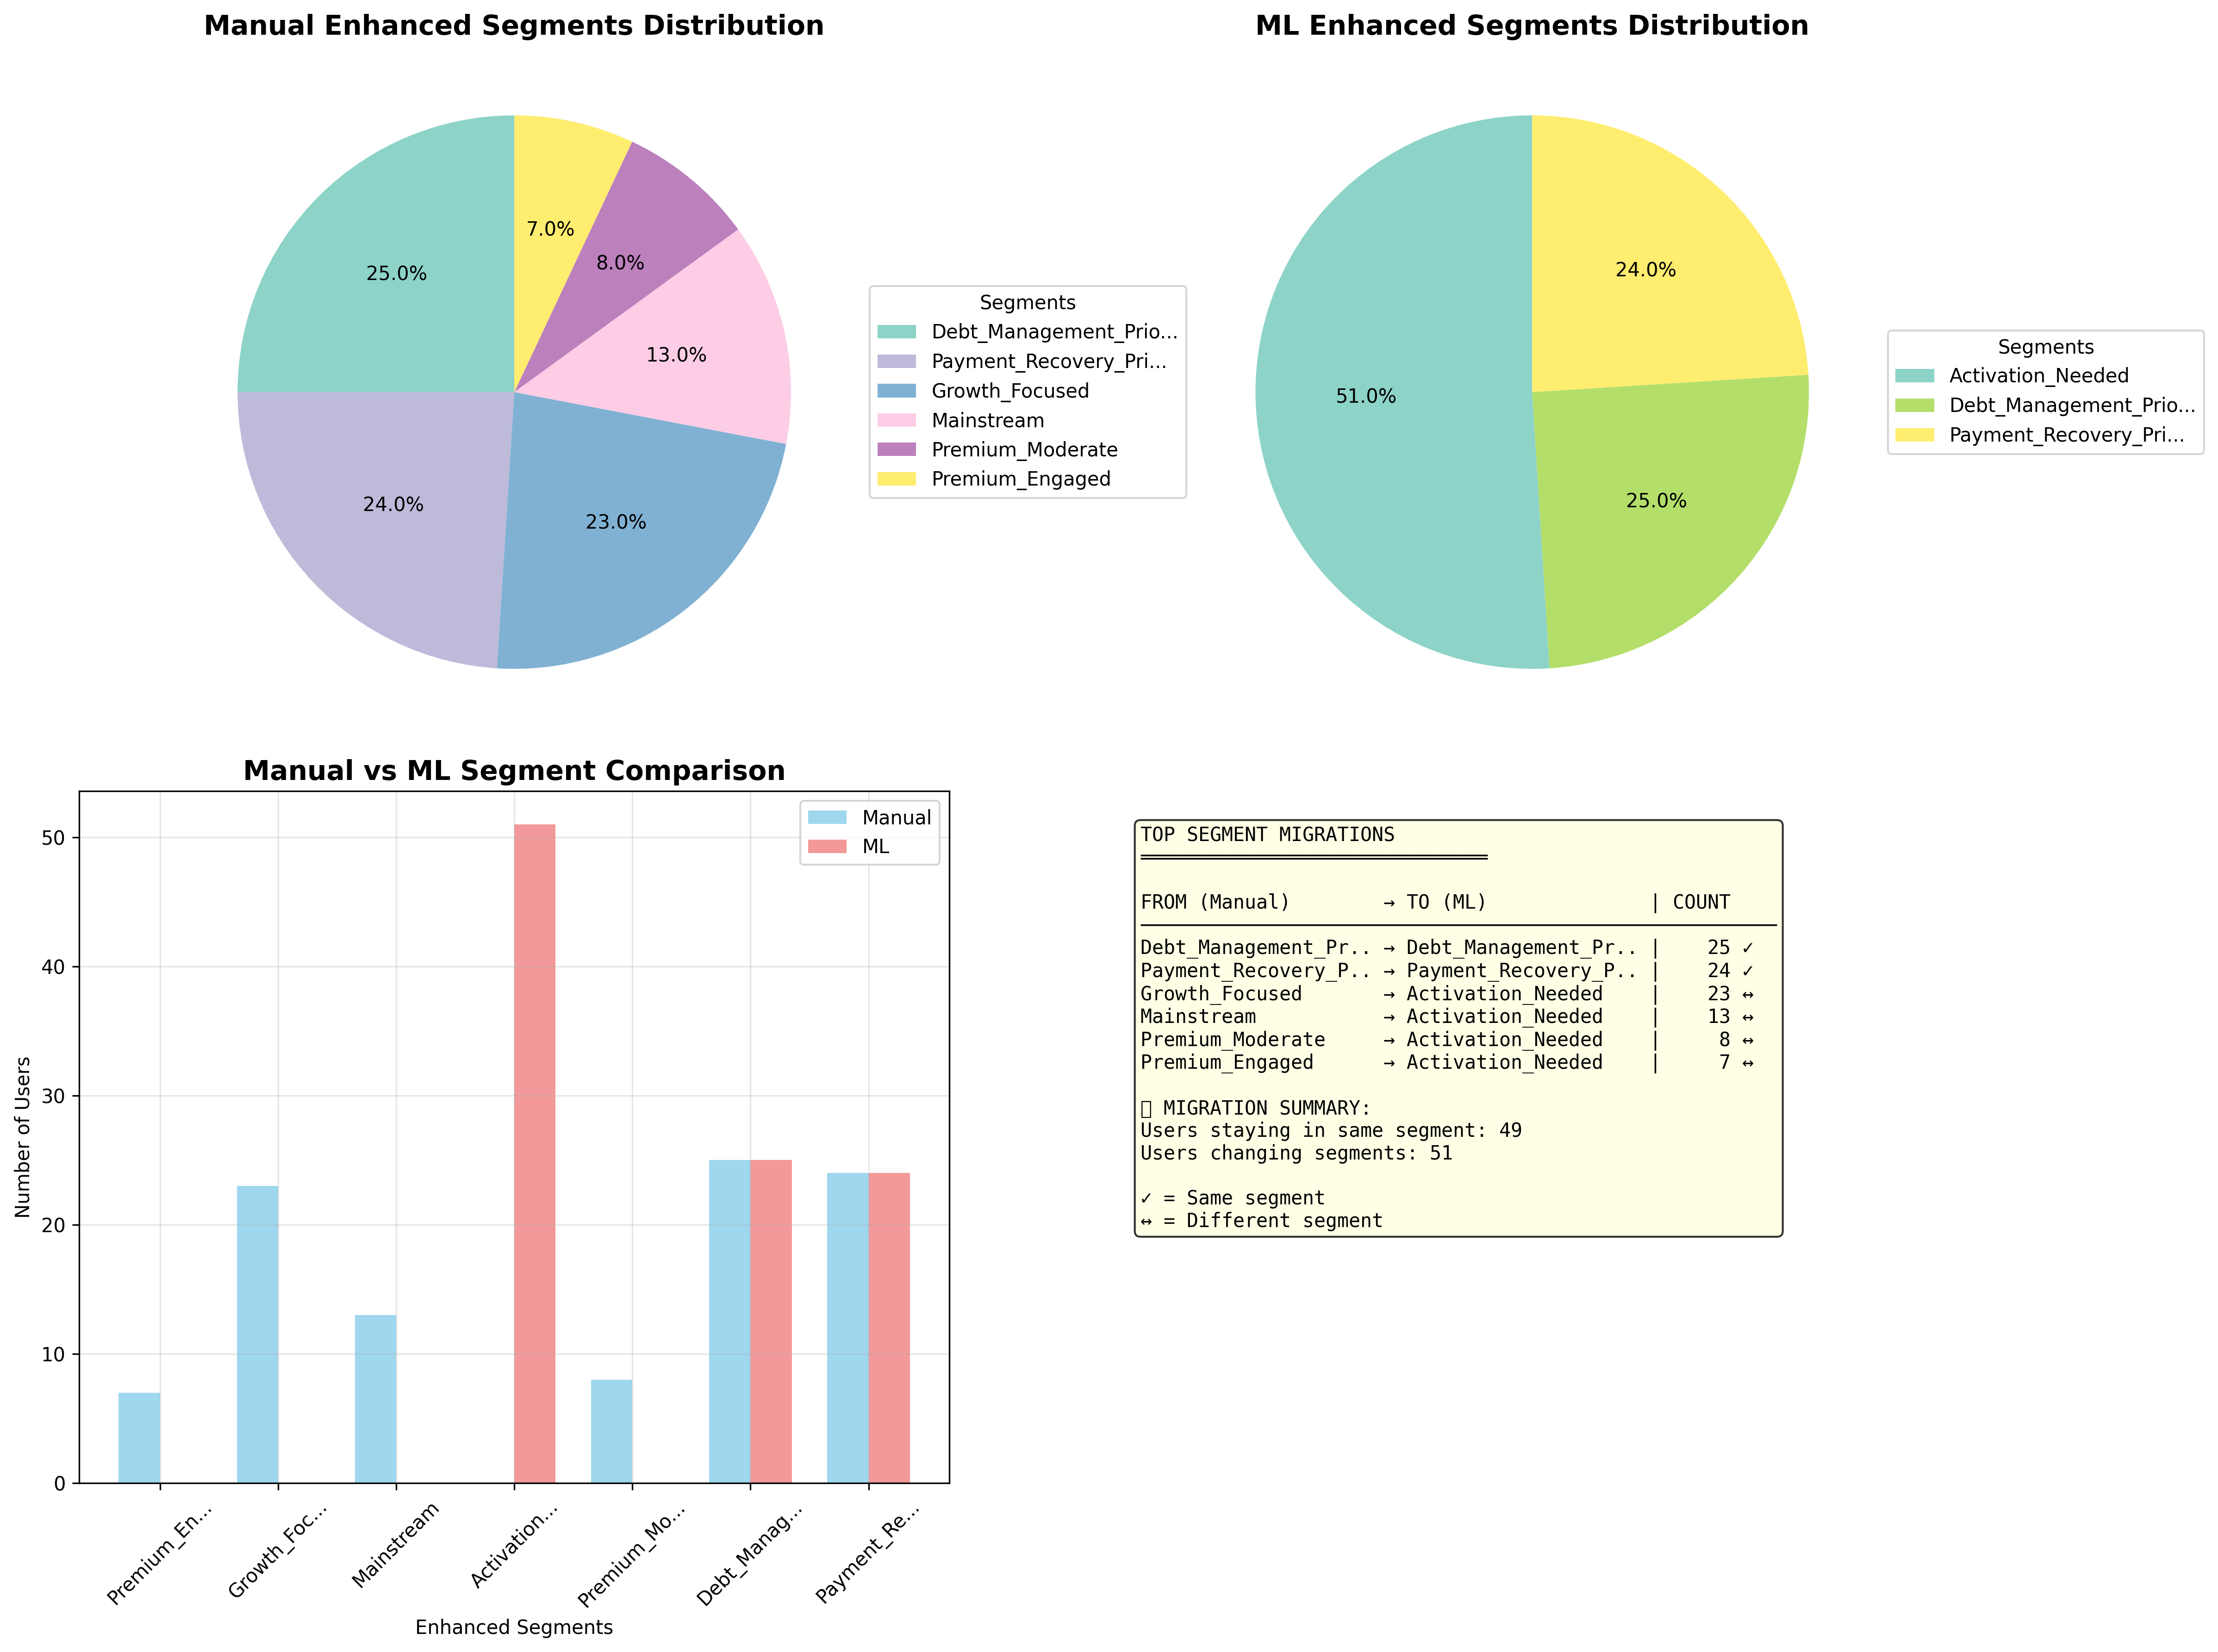 Manual Enhanced Segments Distribution
7.0%
8.0%
25.0%
13.0%
24.0%
23.0%
Segments
Debt_Management_Prio...
Payment_Recovery_Pri...
Growth_Focused
Mainstream
Premium_Moderate
Premium_Engaged
ML Enhanced Segments Distribution
24.0%
51.0%
25.0%
Segments
Activation_Needed
Debt_Management_Prio...
Payment_Recovery_Pri...
Manual vs ML Segment Comparison
Manual
ML
Number of Users
50
40
30
20
10
0
Premium_En...
Growth_Foc...
Mainstream
Activation...
Premium_Mo...
Debt_Manag...
Payment_Re...
Enhanced Segments
TOP SEGMENT MIGRATIONS
FROM (Manual) → TO (ML) | COUNT
Debt_Management_Pr.. → Debt_Management_Pr.. | 25 ✓
Payment_Recovery_P.. → Payment_Recovery_P.. | 24 ✓
Growth_Focused → Activation_Needed | 23 ↔
Mainstream → Activation_Needed | 13 ↔
Premium_Moderate → Activation_Needed | 8 ↔
Premium_Engaged → Activation_Needed | 7 ↔
MIGRATION SUMMARY:
Users staying in same segment: 49
Users changing segments: 51
✓ = Same segment
↔ = Different segment